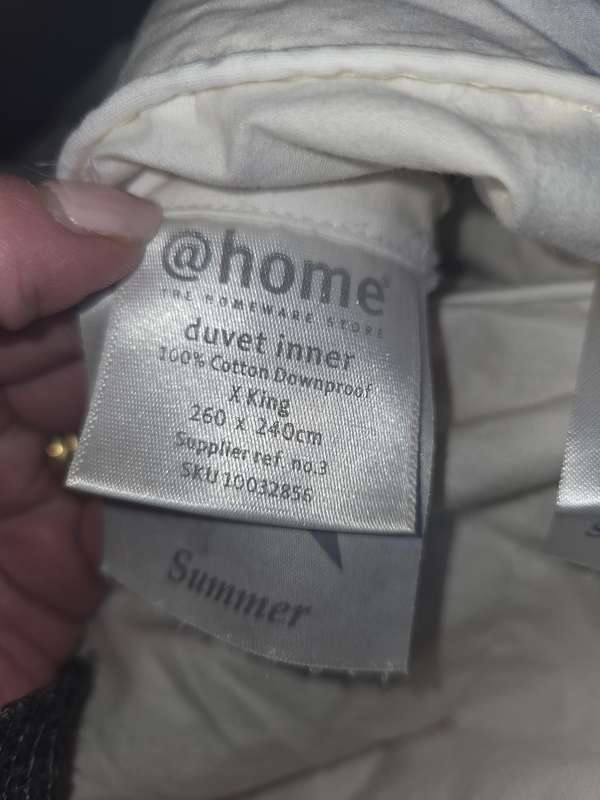 @home®
THE HOMEWARE STORE
duvet inner
100% Cotton Downproof
X King
260 x 240cm
Supplier ref. no.3
SKU 10032856
Summer